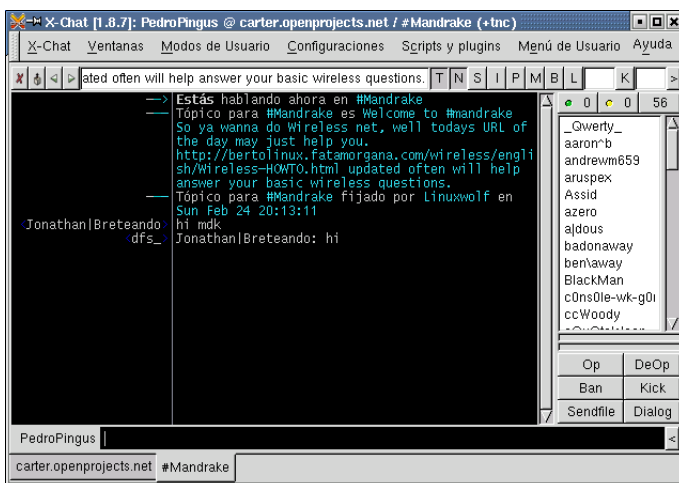 X-Chat [1.8.7]: PedroPingus @ carter.openprojects.net / #Mandrake (+tnc)
X-Chat Ventanas Modos de Usuario Configuraciones Scripts y plugins Menú de Usuario Ayuda
ated often will help answer your basic wireless questions. T N S I P M B L K >
---> Estás hablando ahora en #Mandrake
Tópico para #Mandrake es Welcome to #mandrake
So ya wanna do Wireless net, well todays URL of
the day may just help you.
http://bertolinux.fatamorgana.com/wireless/engli
sh/Wireless-HOWTO.html updated often will help
answer your basic wireless questions.
Tópico para #Mandrake fijado por Linuxwolf en
Sun Feb 24 20:13:11
<Jonathan|Breteando> hi mdk
<dfs_> Jonathan|Breteando: hi
0 0 56
_Qwerty_
aaron^b
andrewm659
aruspex
Assid
azero
a|dous
badonaway
ben\away
BlackMan
c0ns0le-wk-g0
ccWoody
Op DeOp
Ban Kick
Sendfile Dialog
PedroPingus <
carter.openprojects.net #Mandrake